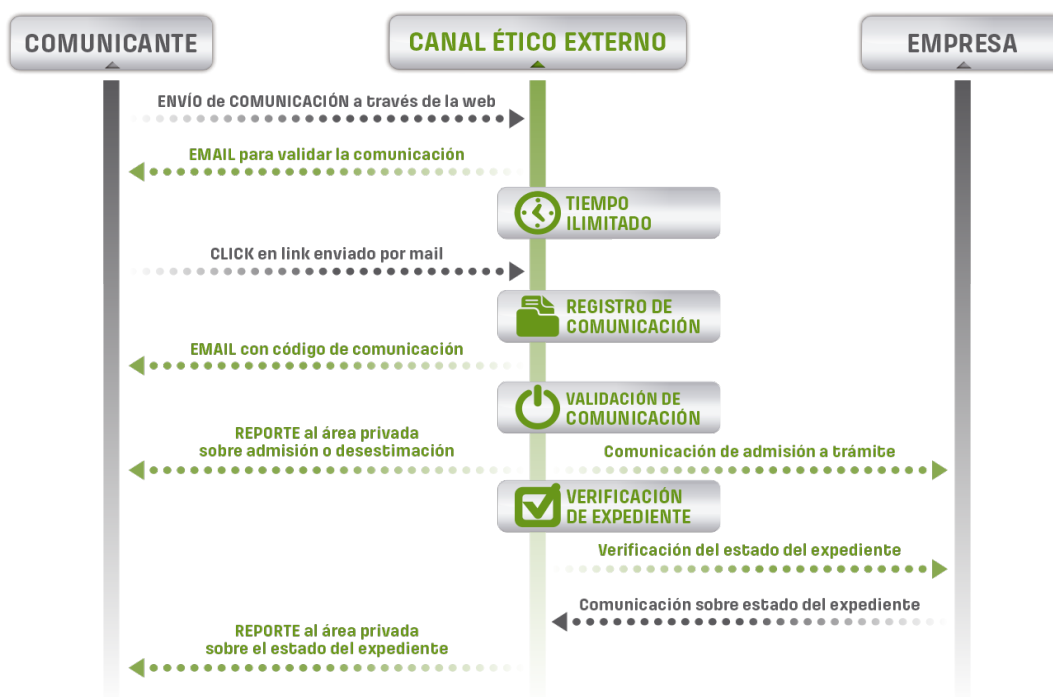 COMUNICANTE
CANAL ÉTICO EXTERNO
EMPRESA
ENVÍO de COMUNICACIÓN a través de la web
EMAIL para validar la comunicación
TIEMPO
ILIMITADO
CLICK en link enviado por mail
REGISTRO DE
COMUNICACIÓN
EMAIL con código de comunicación
VALIDACIÓN DE
COMUNICACIÓN
REPORTE al área privada
sobre admisión o desestimación
Comunicación de admisión a trámite
VERIFICACIÓN
DE EXPEDIENTE
Verificación del estado del expediente
Comunicación sobre estado del expediente
REPORTE al área privada
sobre el estado del expediente